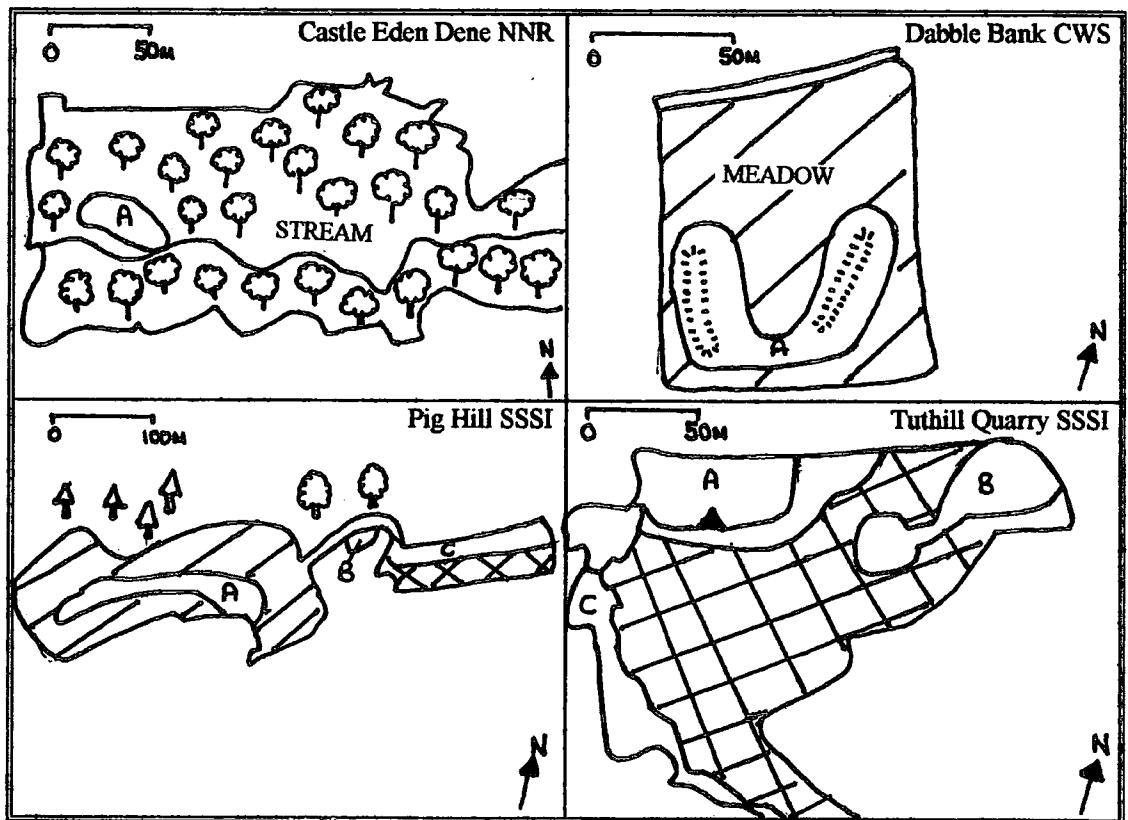 Castle Eden Dene NNR
0 50M
A
STREAM
N
Dabble Bank CWS
0 50M
MEADOW
A
N
Pig Hill SSSI
0 100M
A
B
C
N
Tuthill Quarry SSSI
0 50M
A
B
C
N